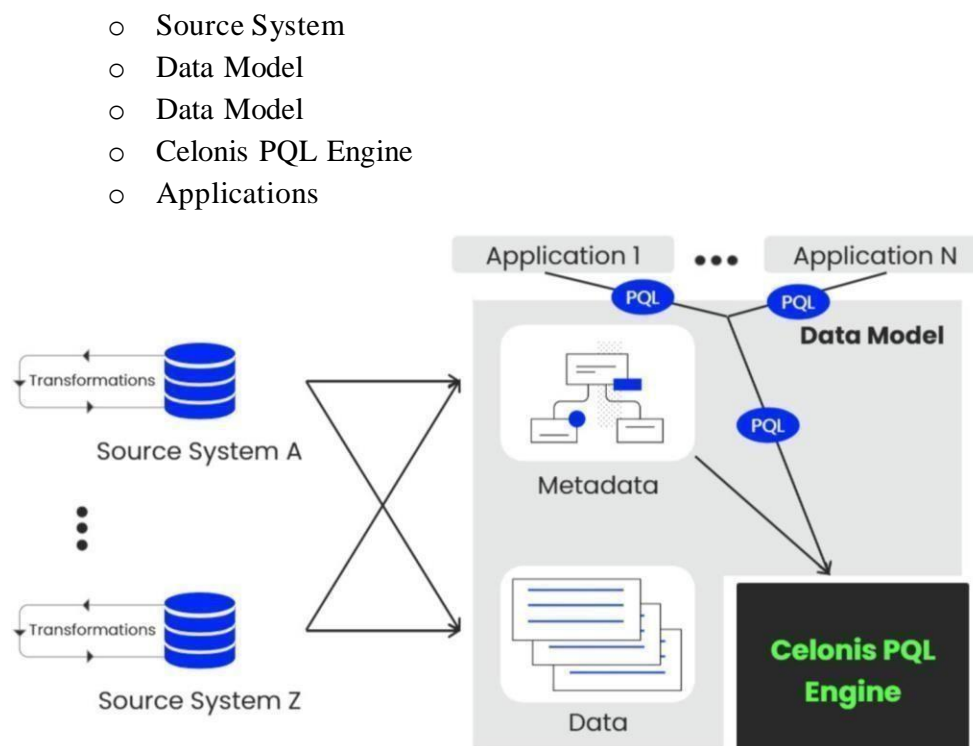 o Source System
o Data Model
o Data Model
o Celonis PQL Engine
o Applications
Application 1 ••• Application N
PQL PQL
Data Model
Transformations
PQL
Source System A
Metadata
Transformations
Celonis PQL
Engine
Source System Z
Data